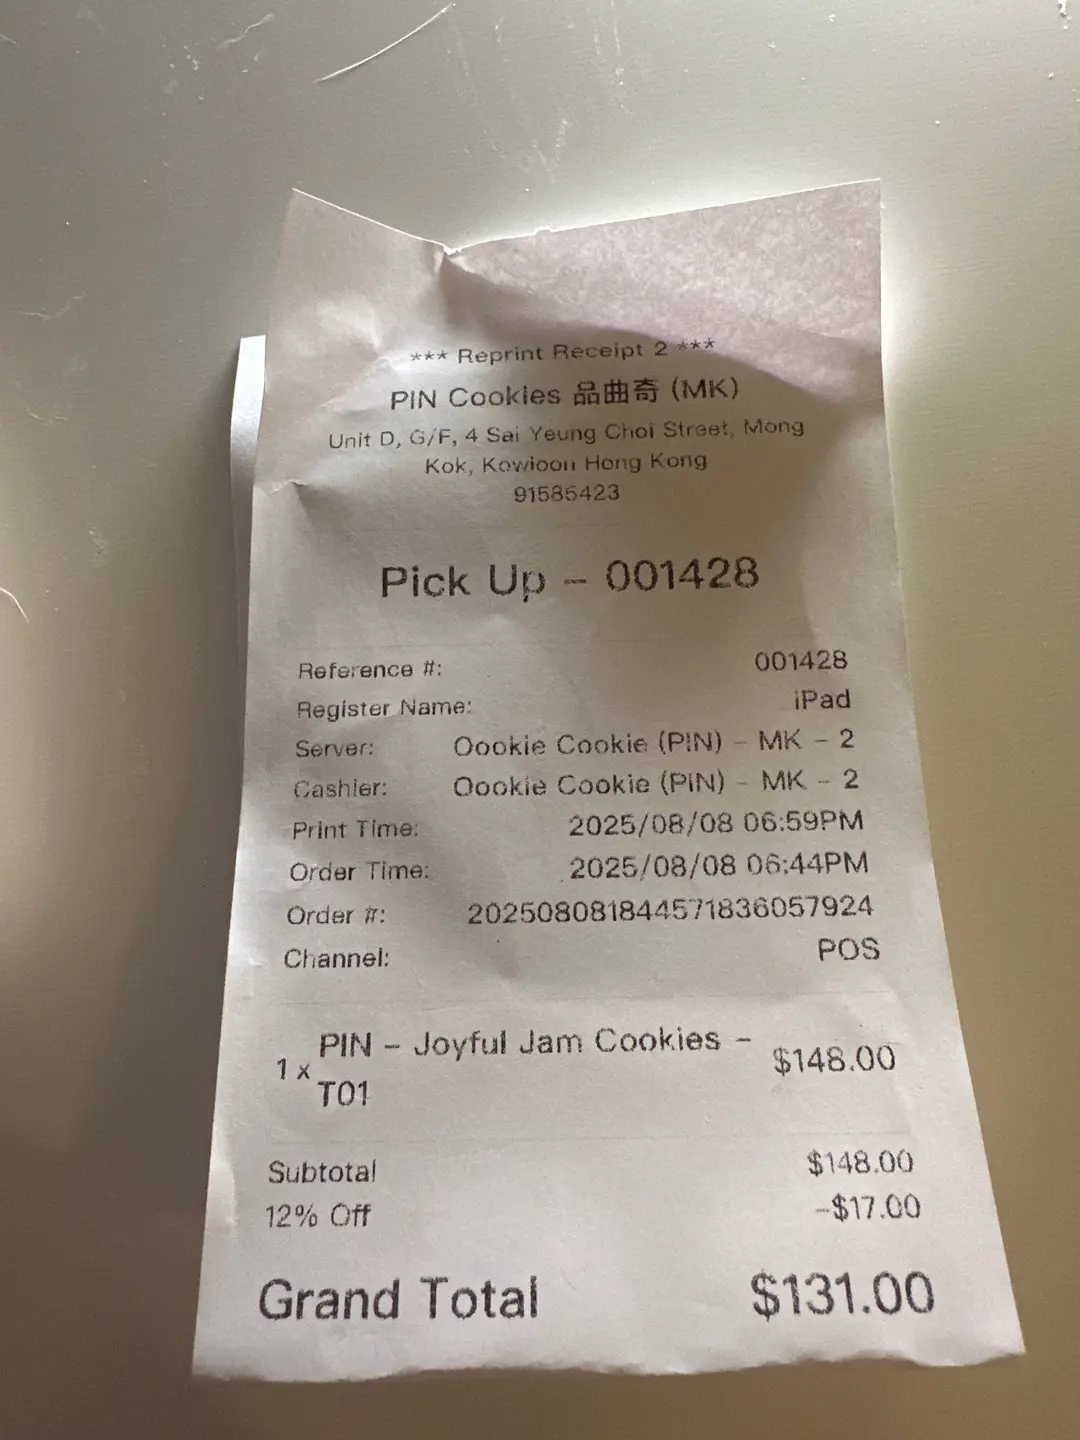 *** Reprint Receipt 2 ***
PIN Cookies 品曲奇 (MK)
Unit D, G/F, 4 Sai Yeung Choi Street, Mong
Kok, Kowloon Hong Kong
91585423
Pick Up - 001428
Reference #: 001428
Register Name: iPad
Server: Oookie Cookie (PIN) - MK - 2
Cashier: Oookie Cookie (PIN) - MK - 2
Print Time: 2025/08/08 06:59PM
Order Time: 2025/08/08 06:44PM
Order #: 2025080818445718360579​24
Channel: POS
1 x PIN - Joyful Jam Cookies - $148.00
T01
Subtotal $148.00
12% Off -$17.00
Grand Total $131.00